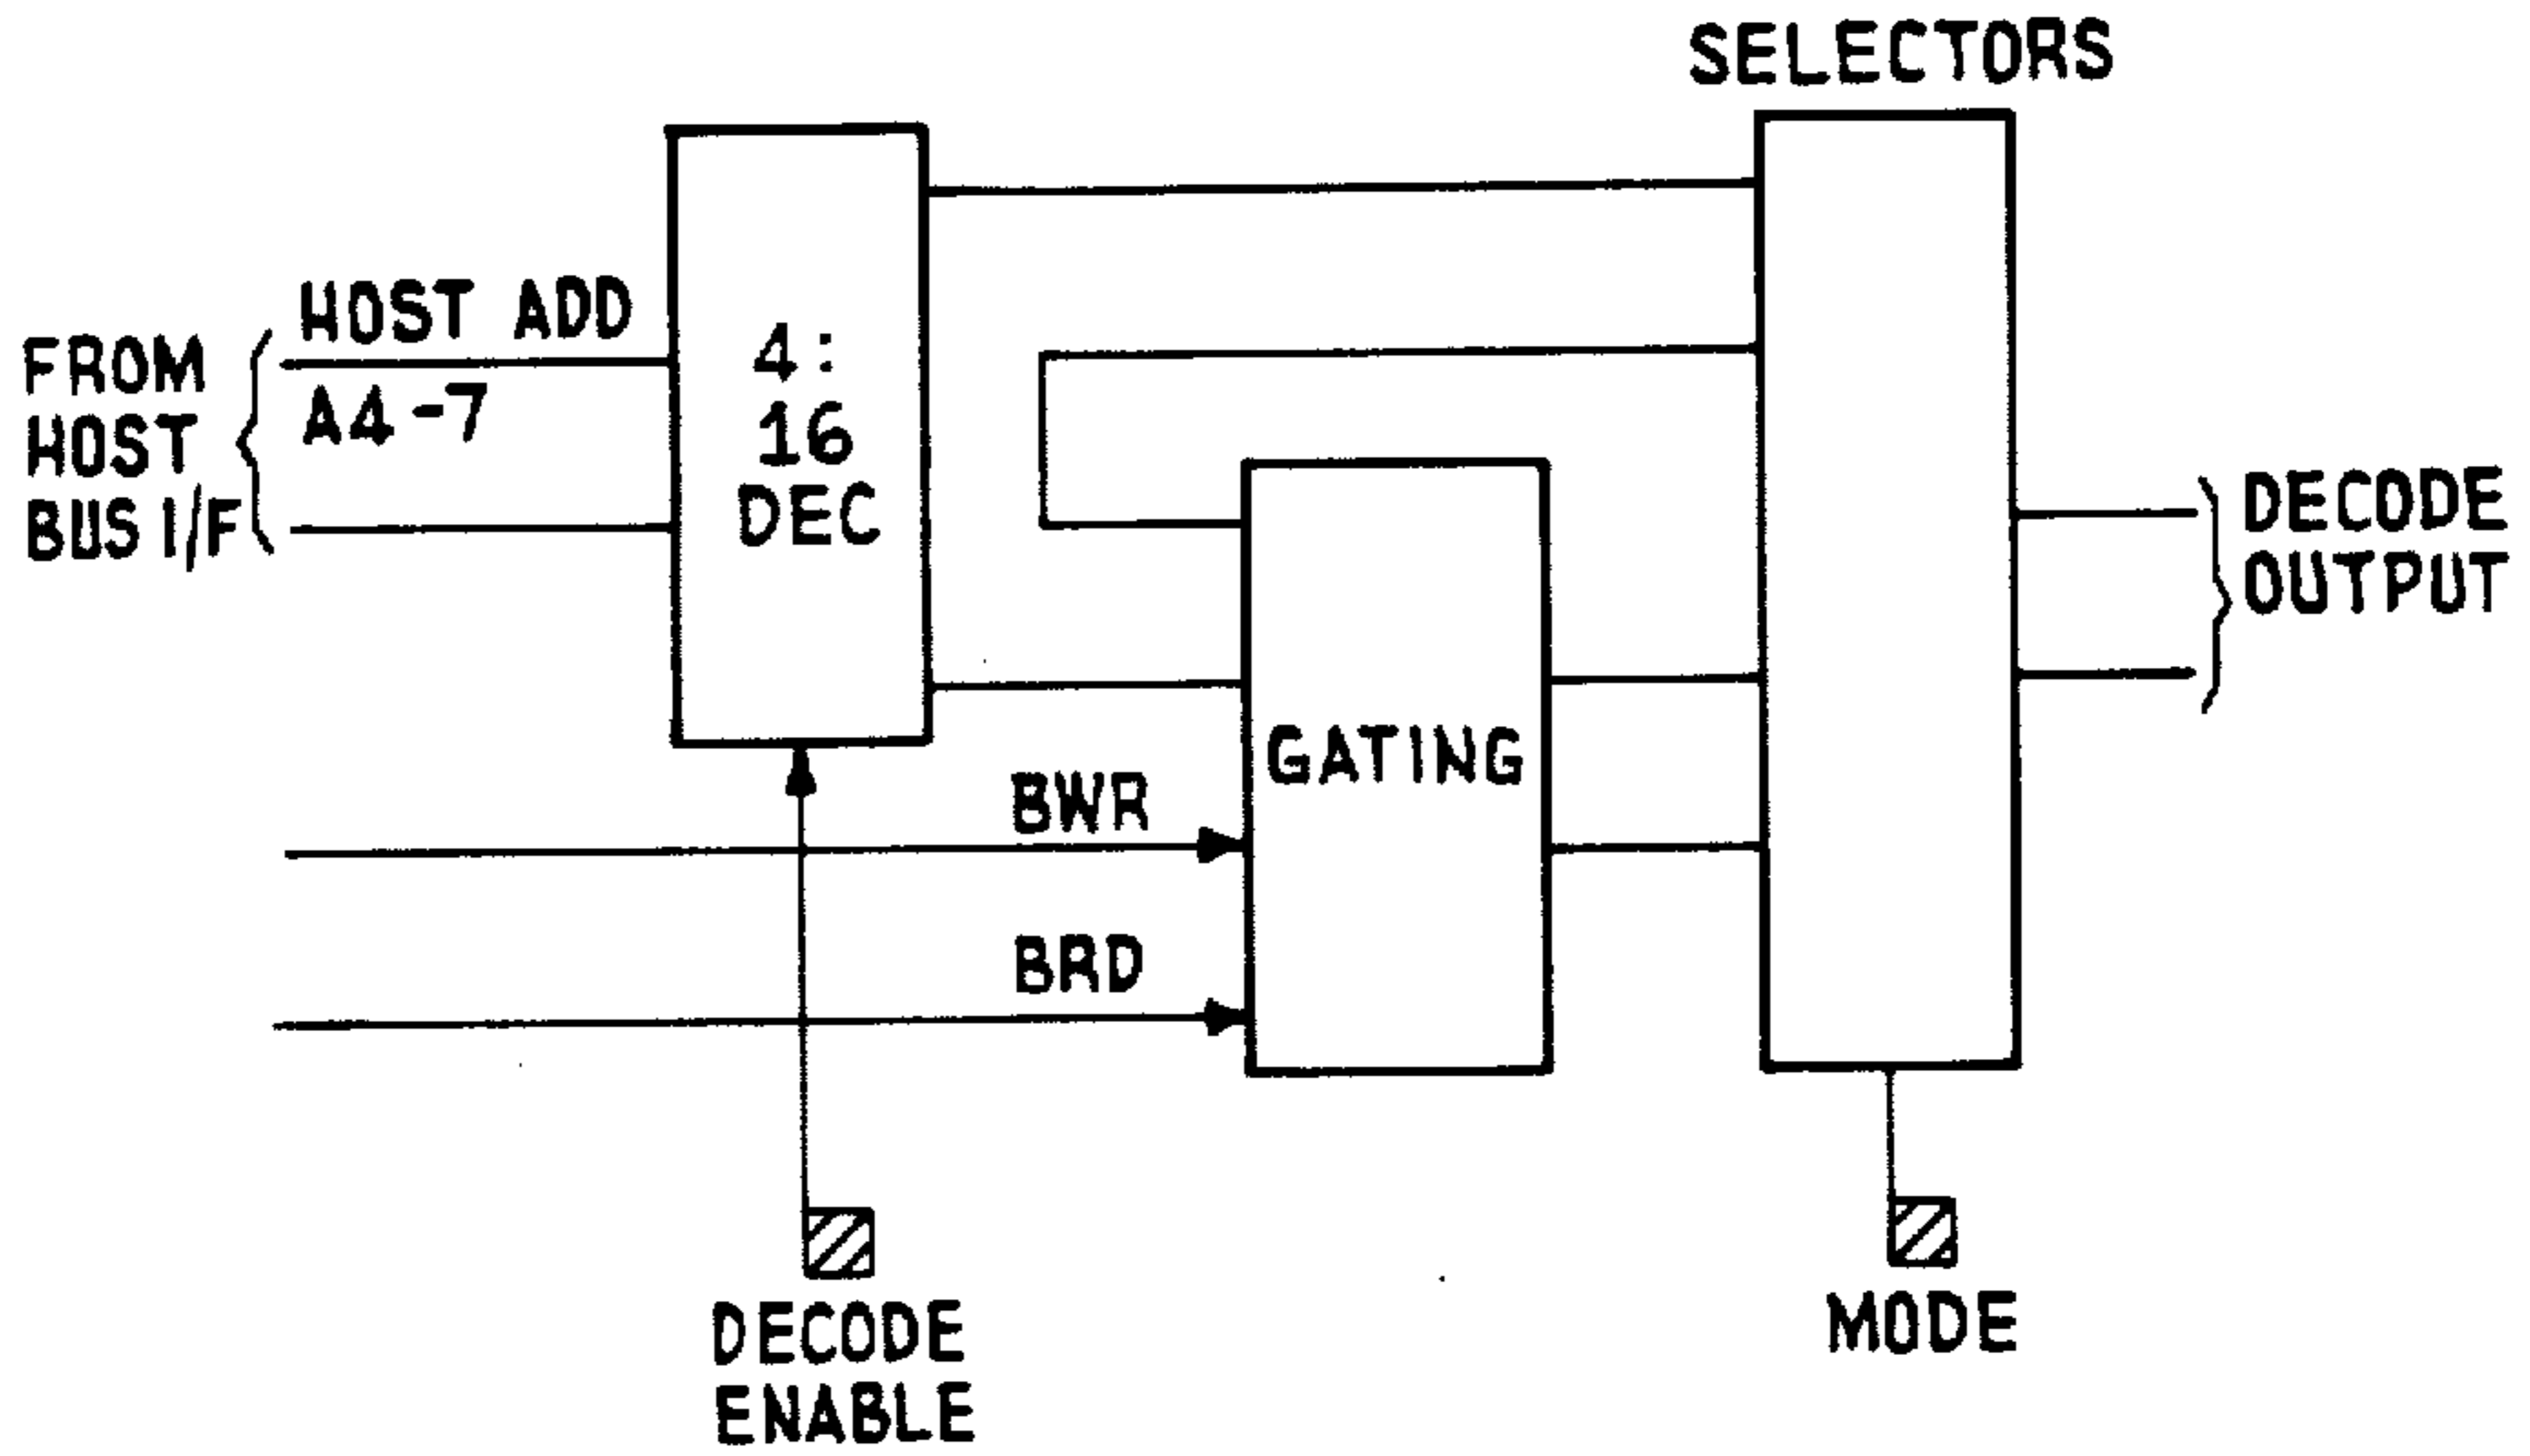 SELECTORS
HOST ADD
A4-7
FROM
HOST
BUS I/F
4:
16
DEC
DECODE
OUTPUT
GATING
BWR
BRD
DECODE
ENABLE
MODE